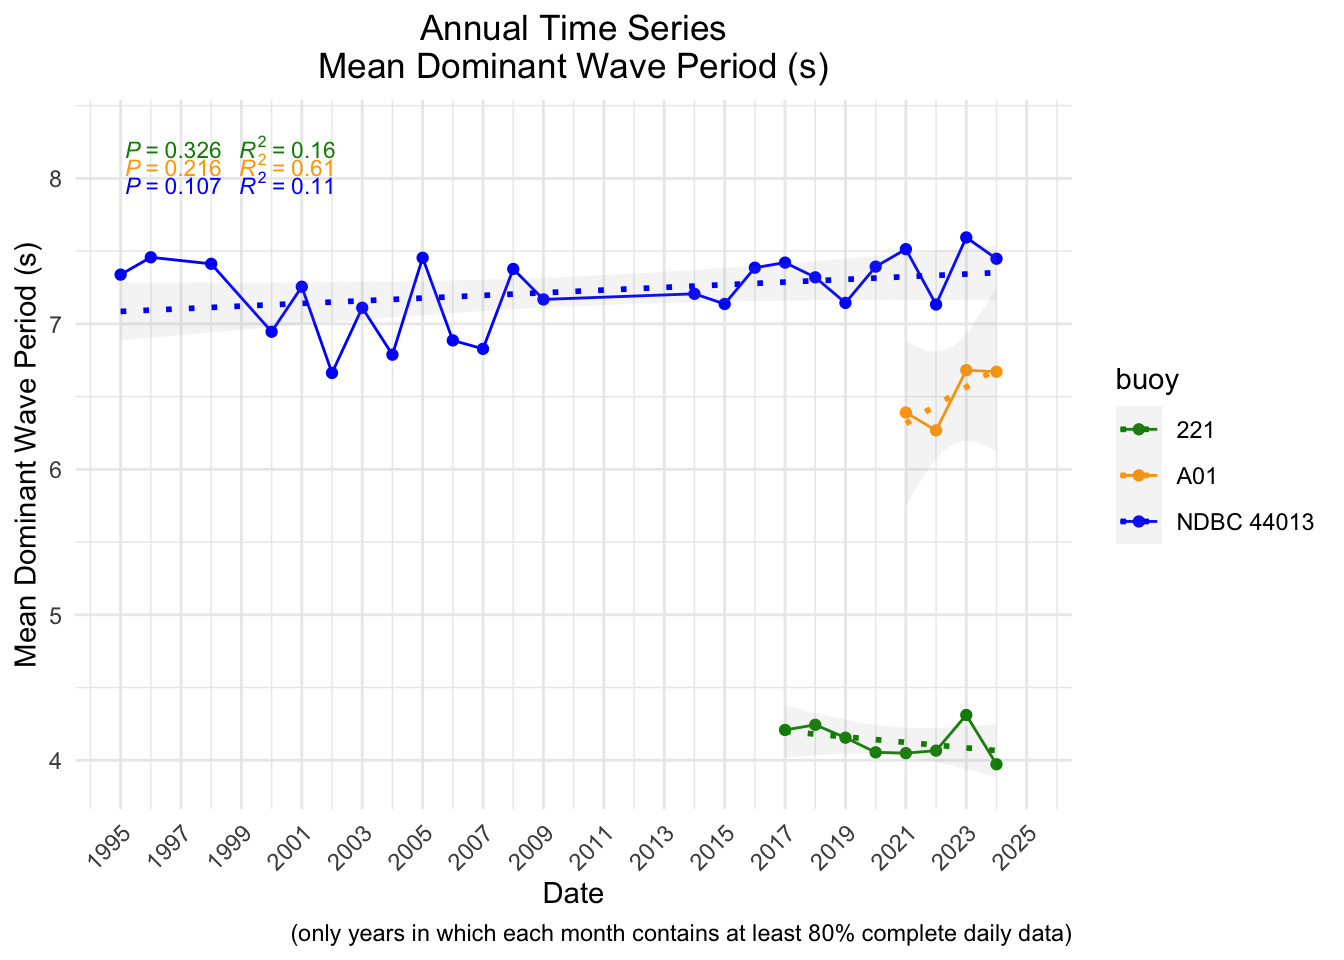 Annual Time Series
Mean Dominant Wave Period (s)
P = 0.326 R² = 0.16
P = 0.216 R² = 0.61
P = 0.107 R² = 0.11
8
7
6
5
4
Mean Dominant Wave Period (s)
1995 1997 1999 2001 2003 2005 2007 2009 2011 2013 2015 2017 2019 2021 2023 2025
Date
(only years in which each month contains at least 80% complete daily data)
buoy
221
A01
NDBC 44013